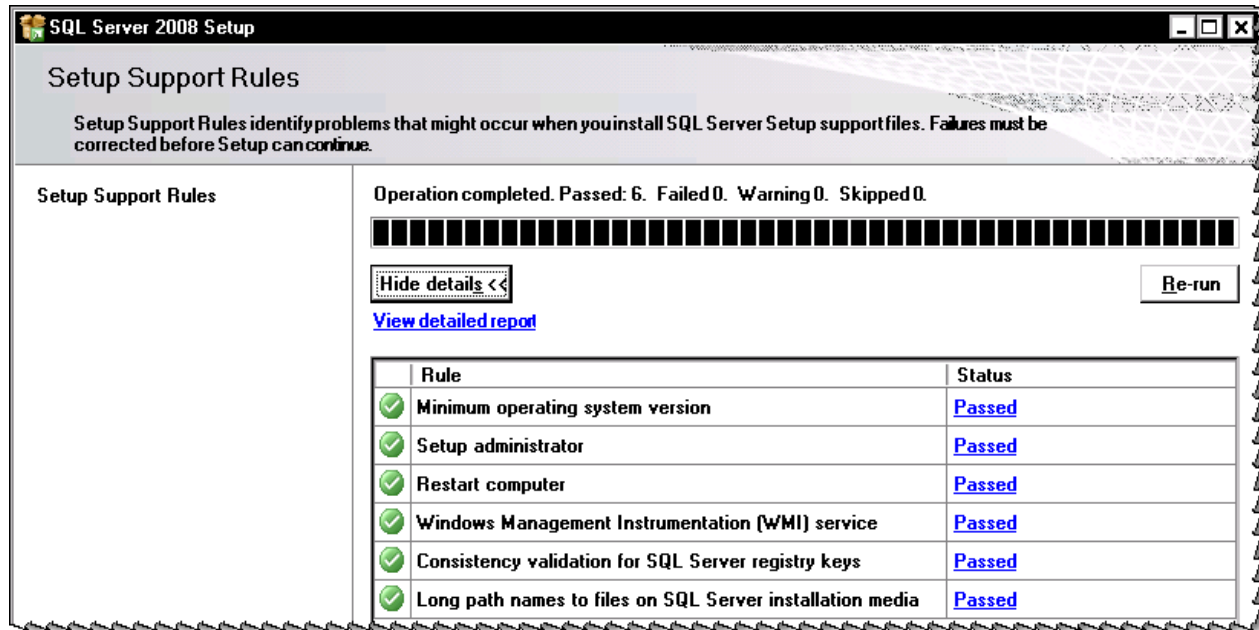 SQL Server 2008 Setup
Setup Support Rules
Setup Support Rules identify problems that might occur when you install SQL Server Setup support files. Failures must be
corrected before Setup can continue.
Setup Support Rules
Operation completed. Passed: 6. Failed 0. Warning 0. Skipped 0.
Hide details <<
Re-run
View detailed report
Rule Status
Minimum operating system version Passed
Setup administrator Passed
Restart computer Passed
Windows Management Instrumentation (WMI) service Passed
Consistency validation for SQL Server registry keys Passed
Long path names to files on SQL Server installation media Passed